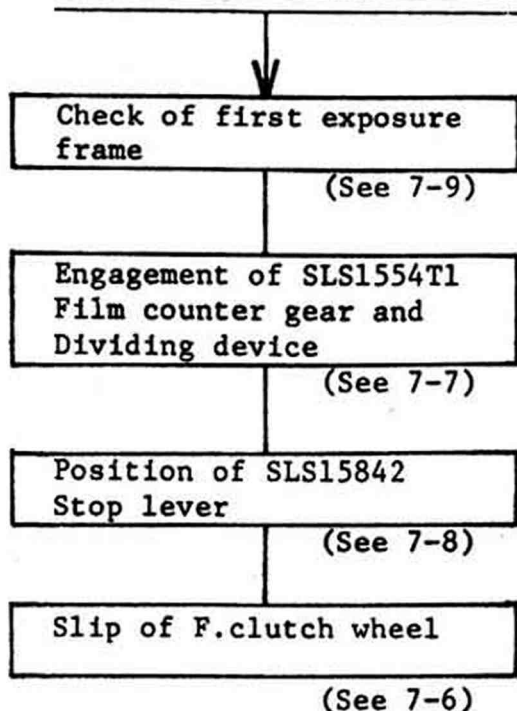 Check of first exposure
frame
(See 7-9)
Engagement of SLS1554T1
Film counter gear and
Dividing device
(See 7-7)
Position of SLS15842
Stop lever
(See 7-8)
Slip of F.clutch wheel
(See 7-6)